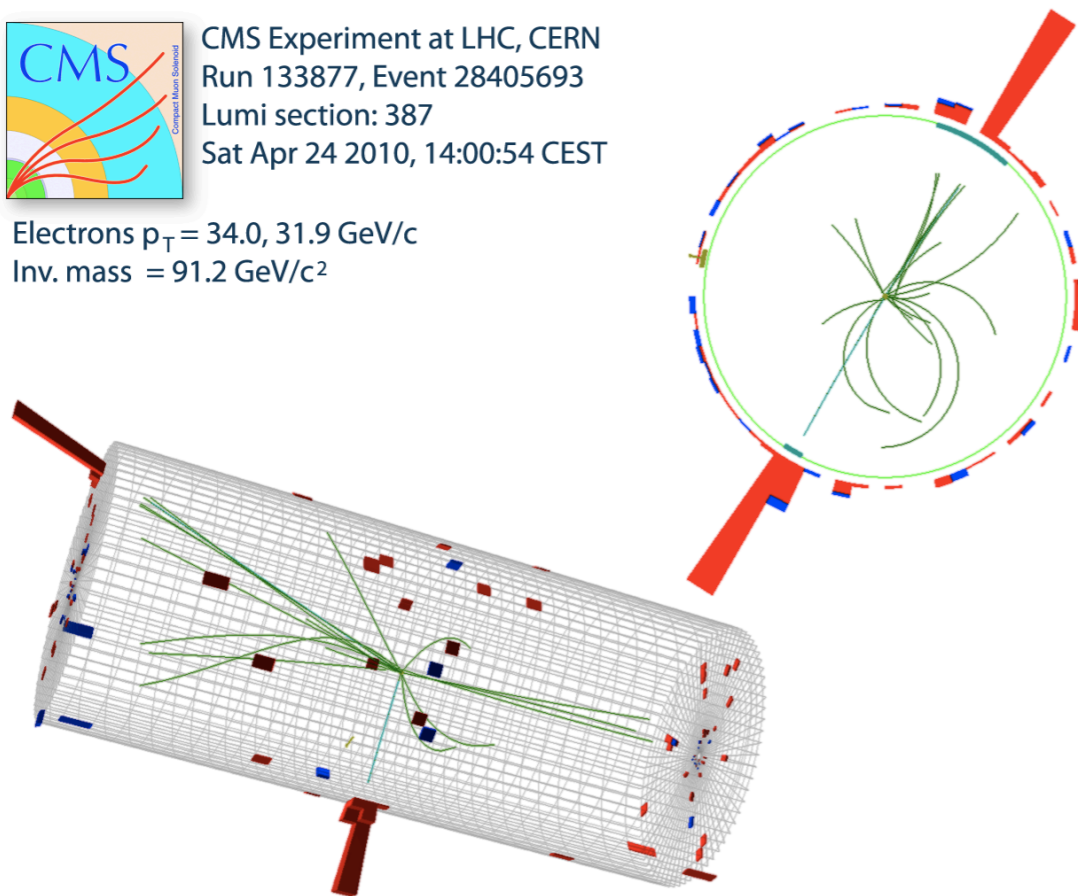 CMS
Compact Muon Solenoid
CMS Experiment at LHC, CERN
Run 133877, Event 28405693
Lumi section: 387
Sat Apr 24 2010, 14:00:54 CEST
Electrons pT = 34.0, 31.9 GeV/c
Inv. mass = 91.2 GeV/c²